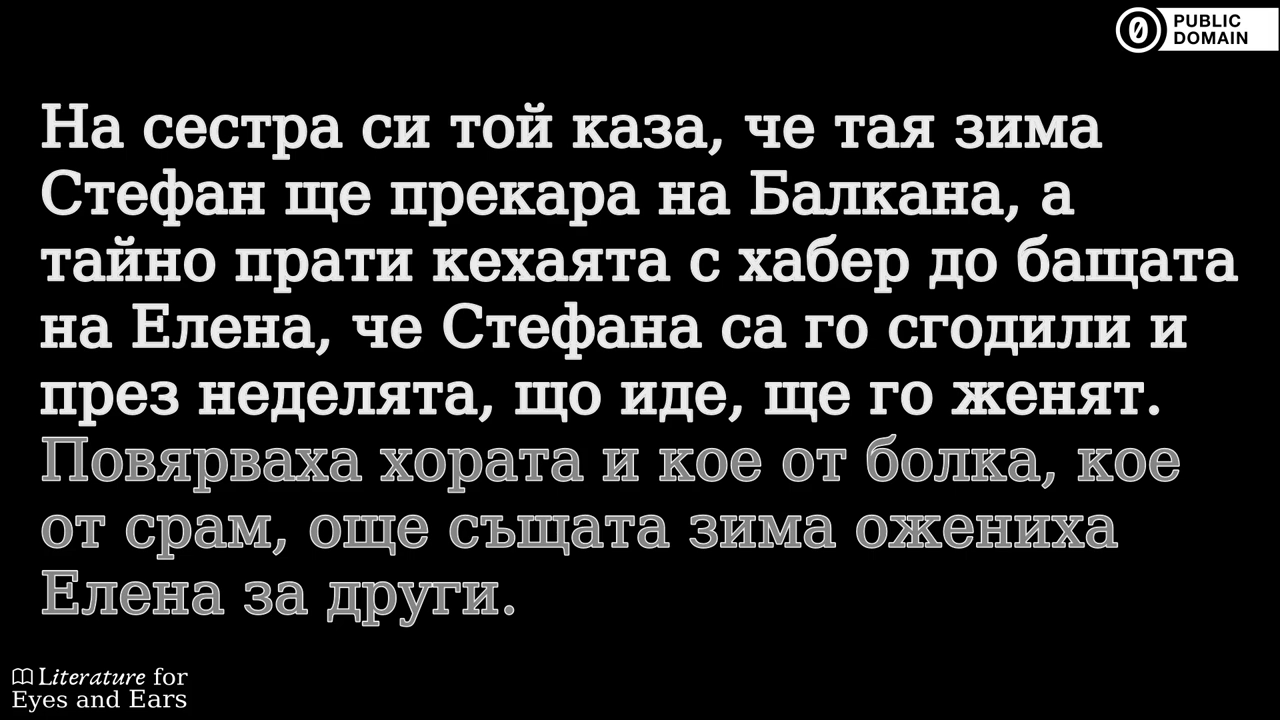 PUBLIC
DOMAIN
На сестра си той каза, че тая зима
Стефан ще прекара на Балкана, а
тайно прати кехаята с хабер до бащата
на Елена, че Стефана са го сгодили и
през неделята, що иде, ще го женят.
Повярваха хората и кое от болка, кое
от срам, още същата зима ожениха
Елена за други.
Literature for
Eyes and Ears